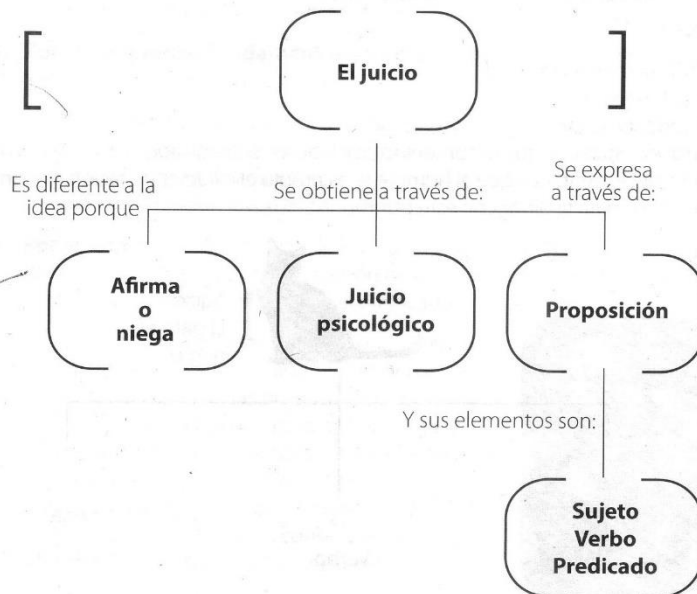 El juicio
Es diferente a la
idea porque
Se obtiene a través de:
Se expresa
a través de:
Afirma
o
niega
Juicio
psicológico
Proposición
Y sus elementos son:
Sujeto
Verbo
Predicado